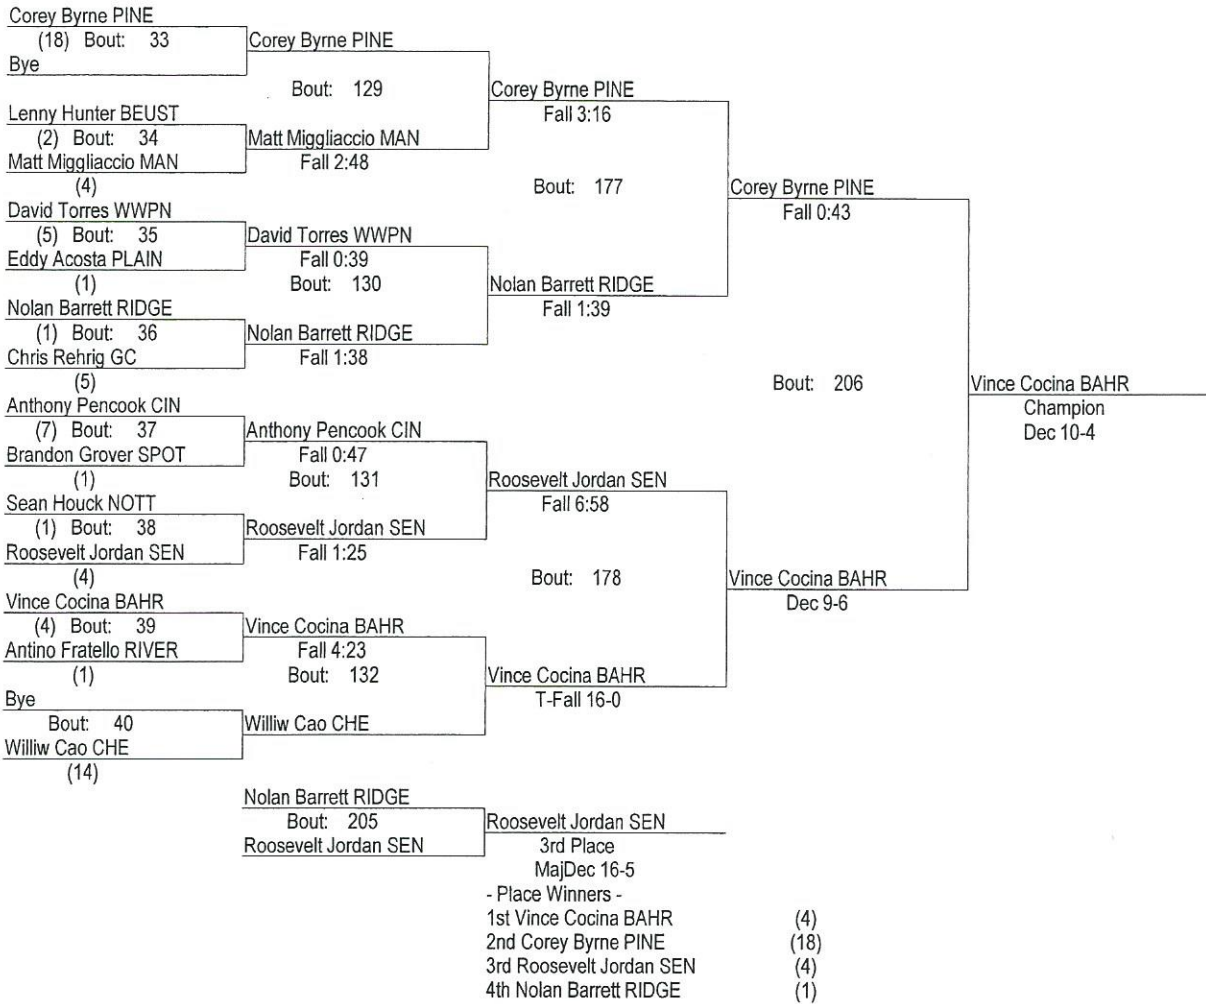 Corey Byrne PINE
(18) Bout: 33
Bye
Corey Byrne PINE
Bout: 129
Lenny Hunter BEUST
(2) Bout: 34
Matt Miggliaccio MAN
(4)
Matt Miggliaccio MAN
Fall 2:48
Corey Byrne PINE
Fall 3:16
Bout: 177
David Torres WWPN
(5) Bout: 35
Eddy Acosta PLAIN
(1)
David Torres WWPN
Fall 0:39
Bout: 130
Nolan Barrett RIDGE
(1) Bout: 36
Chris Rehrig GC
(5)
Nolan Barrett RIDGE
Fall 1:38
Nolan Barrett RIDGE
Fall 1:39
Corey Byrne PINE
Fall 0:43
Bout: 206
Anthony Pencook CIN
(7) Bout: 37
Brandon Grover SPOT
(1)
Anthony Pencook CIN
Fall 0:47
Bout: 131
Sean Houck NOTT
(1) Bout: 38
Roosevelt Jordan SEN
(4)
Roosevelt Jordan SEN
Fall 1:25
Roosevelt Jordan SEN
Fall 6:58
Bout: 178
Vince Cocina BAHR
(4) Bout: 39
Antino Fratello RIVER
(1)
Vince Cocina BAHR
Fall 4:23
Bout: 132
Bye
Bout: 40
Williw Cao CHE
(14)
Williw Cao CHE
Vince Cocina BAHR
T-Fall 16-0
Vince Cocina BAHR
Dec 9-6
Vince Cocina BAHR
Champion
Dec 10-4
Nolan Barrett RIDGE
Bout: 205
Roosevelt Jordan SEN
Roosevelt Jordan SEN
3rd Place
MajDec 16-5
- Place Winners -
1st Vince Cocina BAHR (4)
2nd Corey Byrne PINE (18)
3rd Roosevelt Jordan SEN (4)
4th Nolan Barrett RIDGE (1)